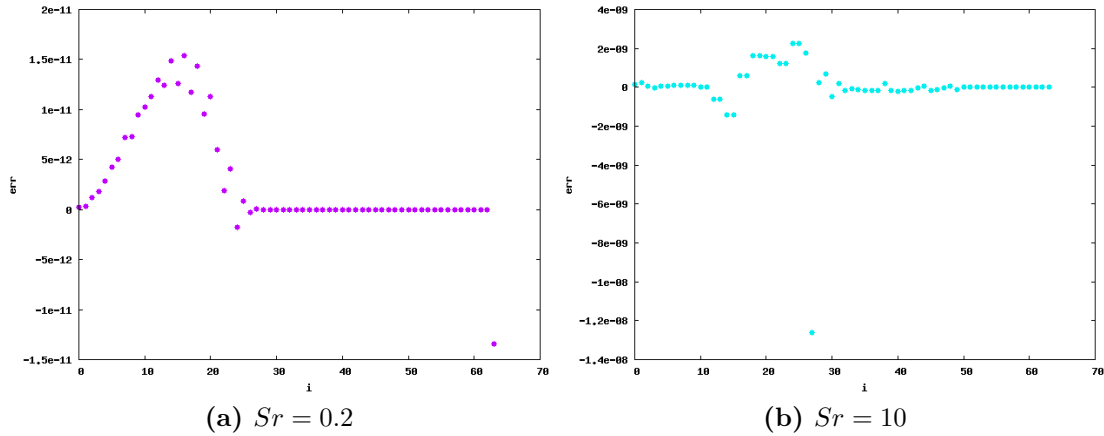 2e-11
1.5e-11
1e-11
5e-12
0
-5e-12
-1e-11
-1.5e-11
err
0 10 20 30 40 50 60 70
i
(a) Sr = 0.2
4e-09
2e-09
0
-2e-09
-4e-09
-6e-09
-8e-09
-1e-08
-1.2e-08
-1.4e-08
err
0 10 20 30 40 50 60 70
i
(b) Sr = 10